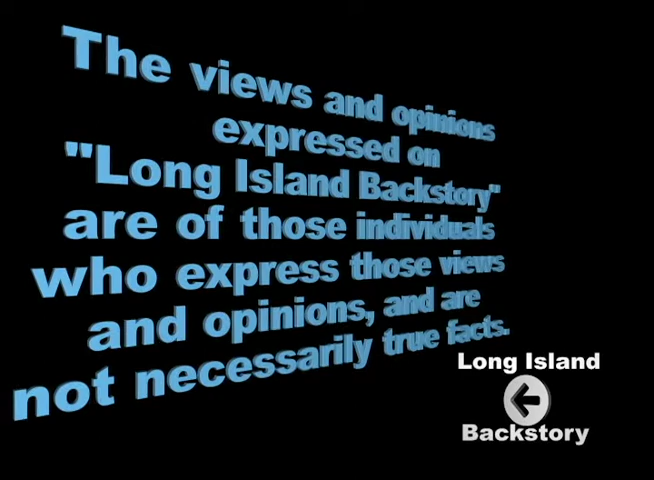 The views and opinions
expressed on
"Long Island Backstory"
are of those individuals
who express those views
and opinions, and are
not necessarily true facts.
Long Island
Backstory